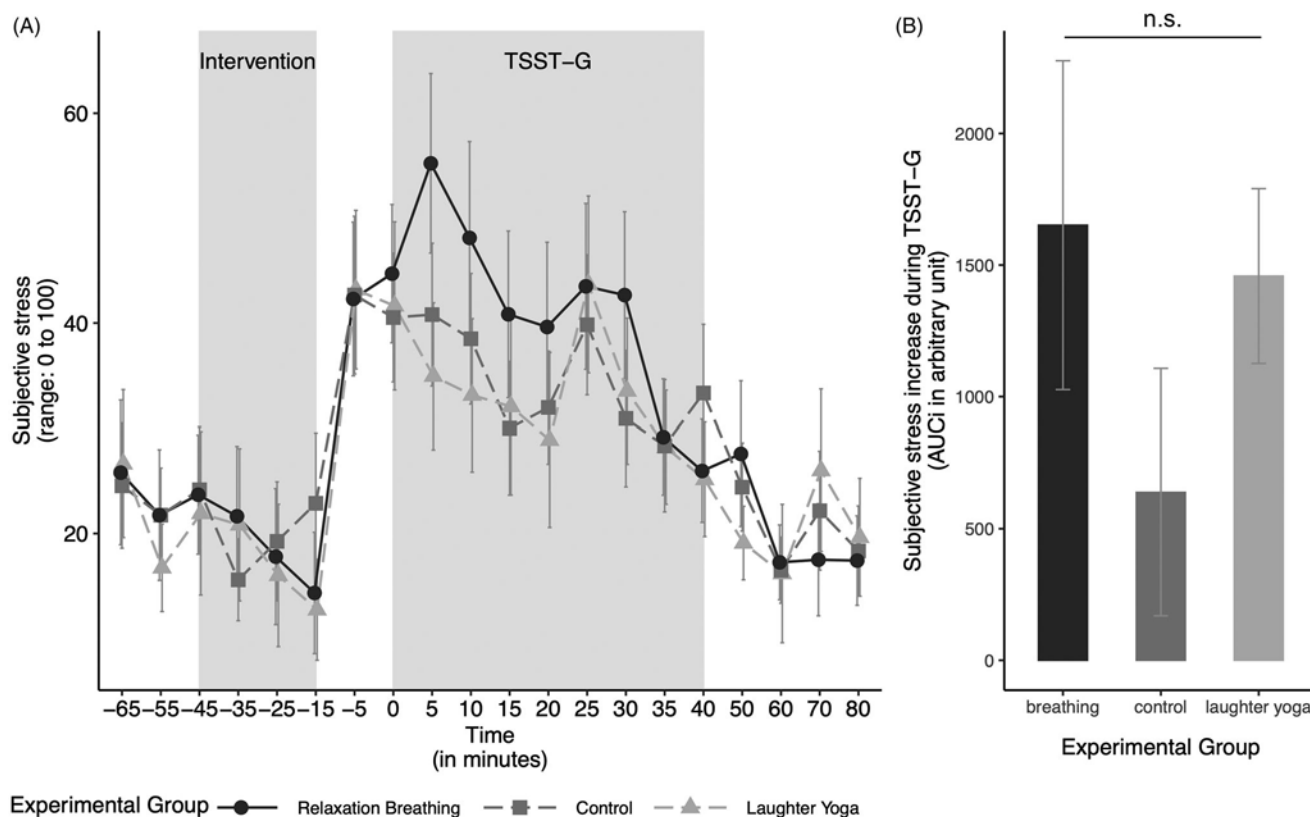 (A)
Intervention
TSST–G
60
40
20
Subjective stress
(range: 0 to 100)
−65 −55 −45 −35 −25 −15 −5 0 5 10 15 20 25 30 35 40 50 60 70 80
Time
(in minutes)
(B)
n.s.
2000
1500
1000
500
0
Subjective stress increase during TSST–G
(AUCi in arbitrary unit)
breathing control laughter yoga
Experimental Group
Experimental Group Relaxation Breathing Control Laughter Yoga